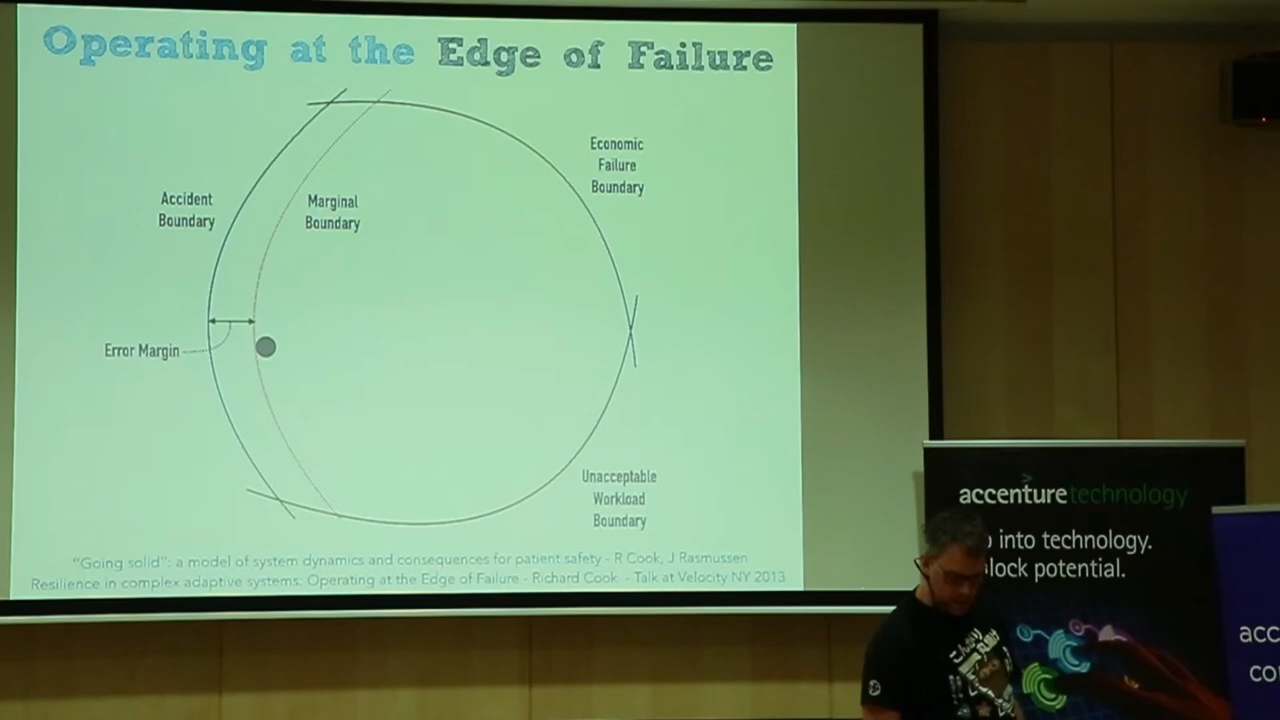 Operating at the Edge of Failure
Economic
Failure
Boundary
Accident
Boundary
Marginal
Boundary
Error Margin
Unacceptable
Workload
Boundary
“Going solid”: a model of system dynamics and consequences for patient safety - R Cook, J Rasmussen
Resilience in complex adaptive systems: Operating at the Edge of Failure - Richard Cook - Talk at Velocity NY 2013
accenturetechnology
into technology.
lock potential.
acc
co